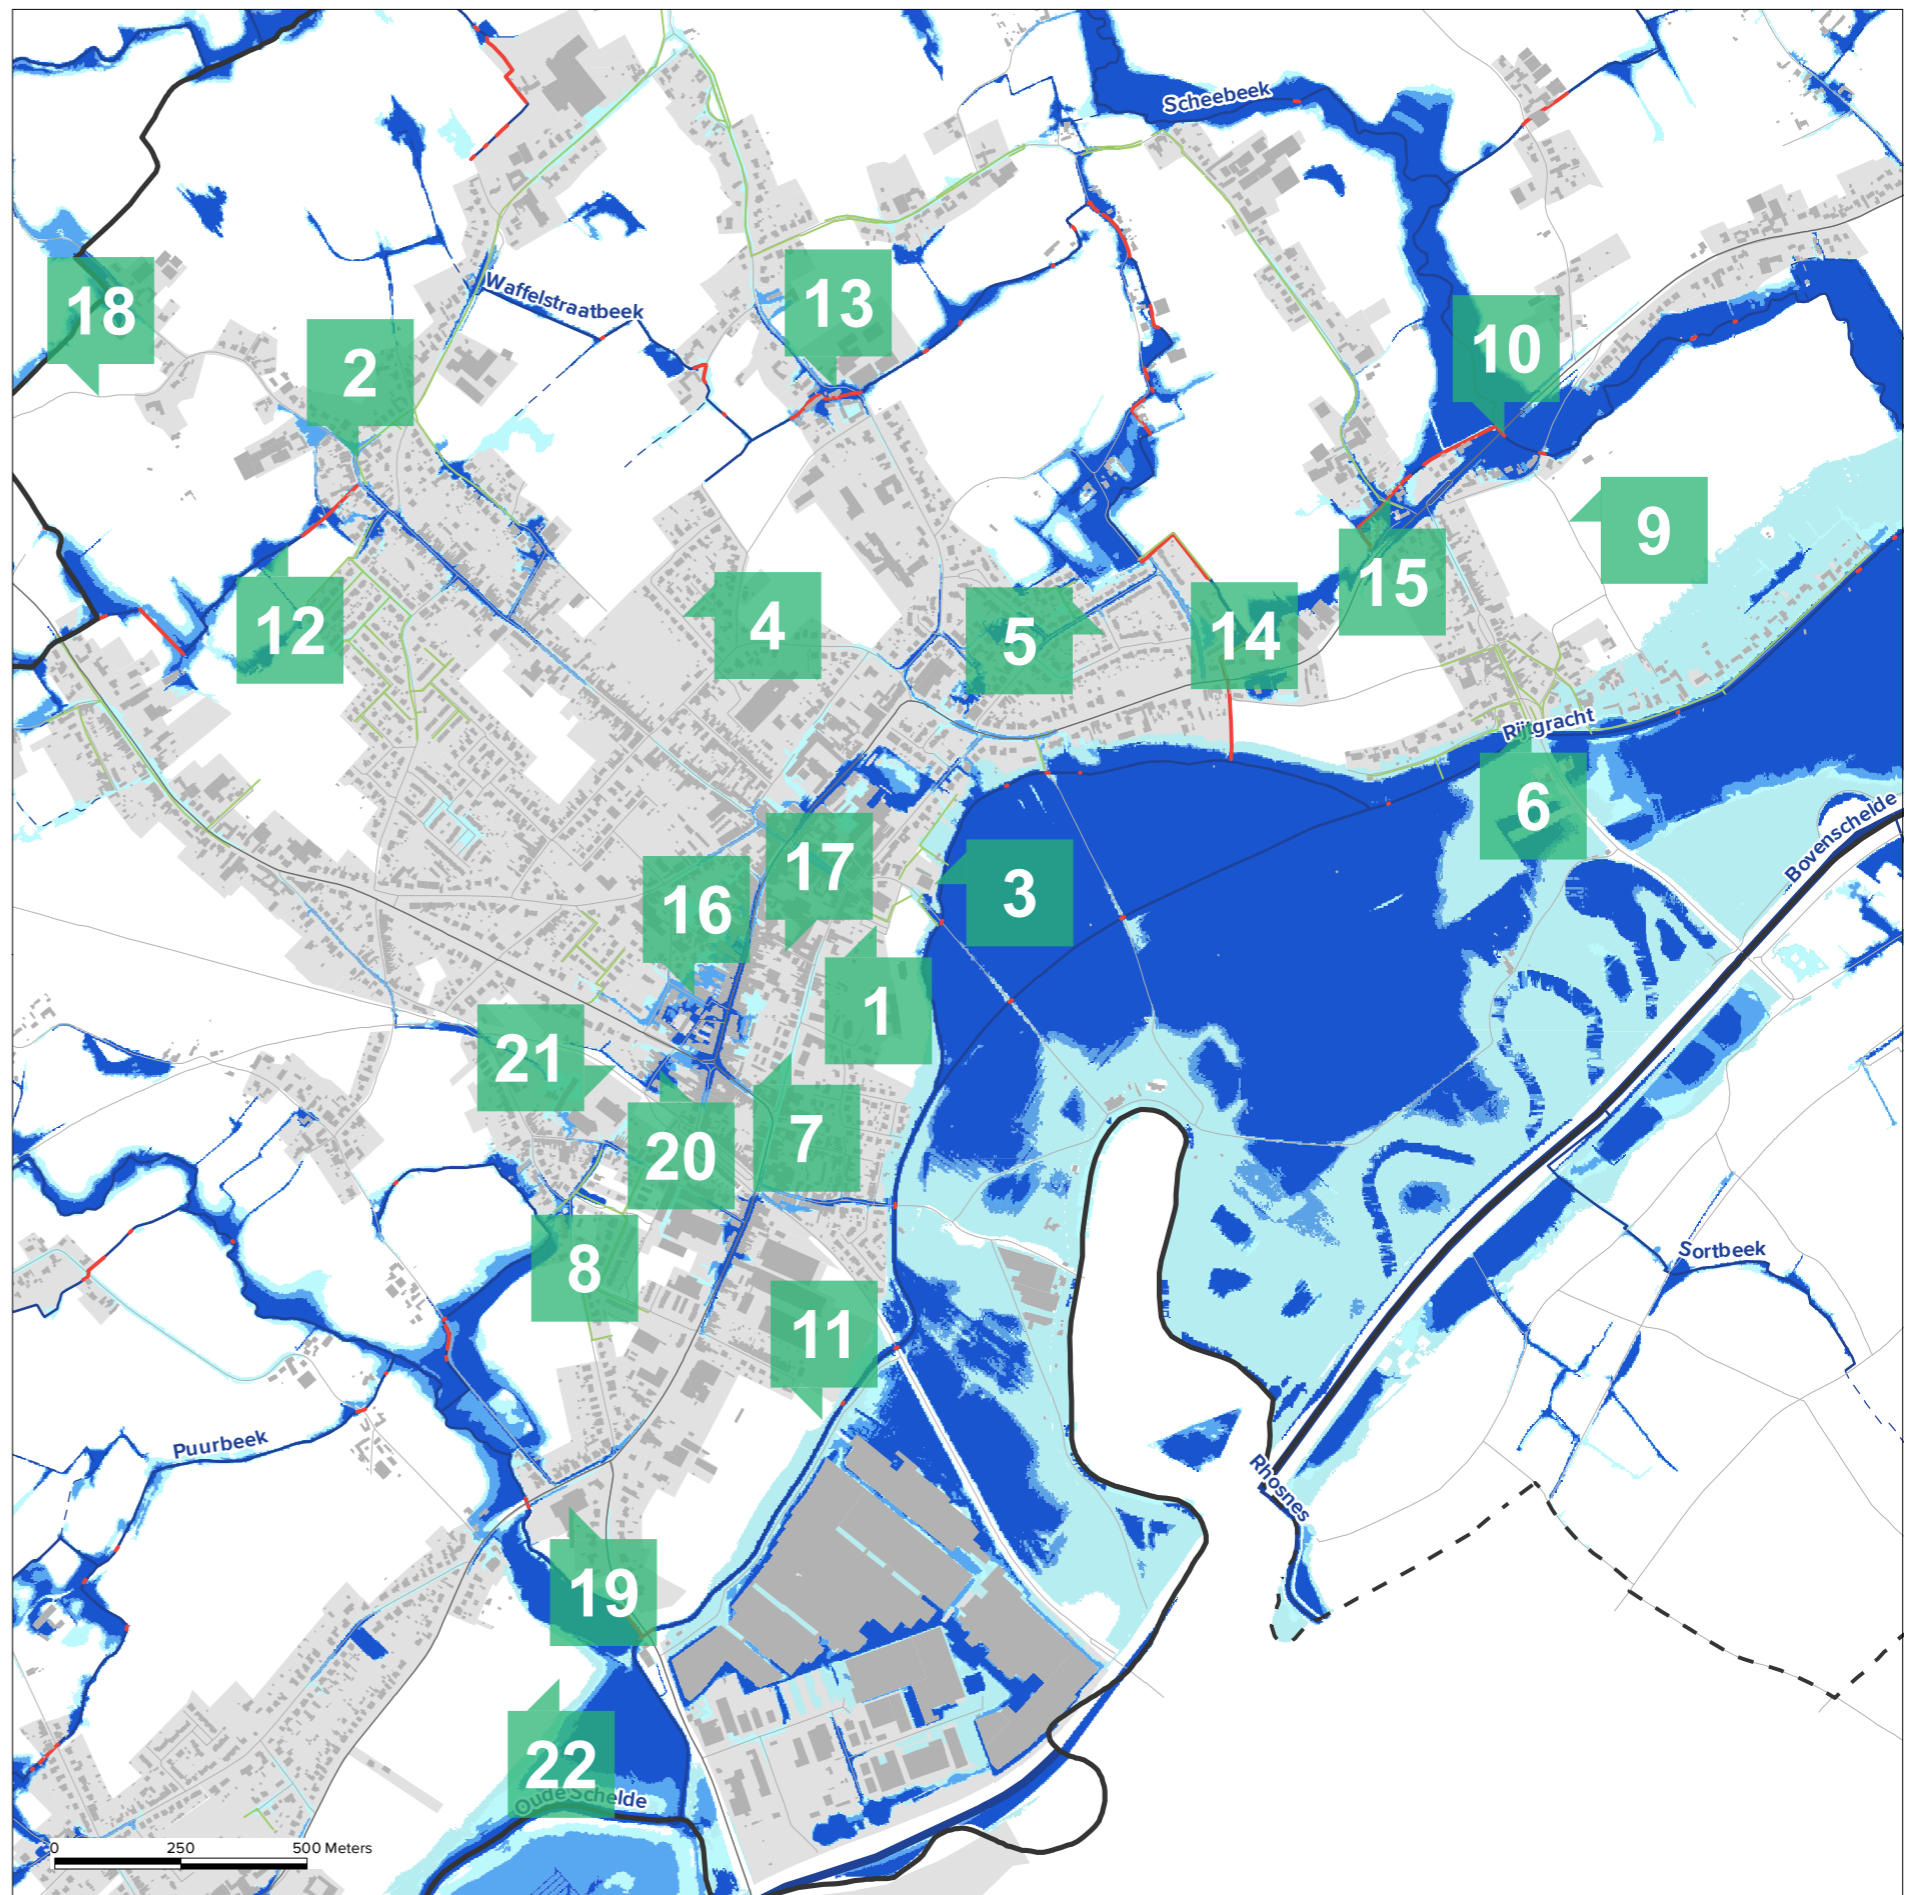 Scheebeek
18
Waffelstraatbeek
13
2
10
9
15
12
4
5
14
Rijtgracht
6
Bovenschelde
17
16
3
1
21
7
20
Sortbeek
8
11
Puurbeek
Rhosnes
19
22
Oude Schelde
0 250 500 Meters